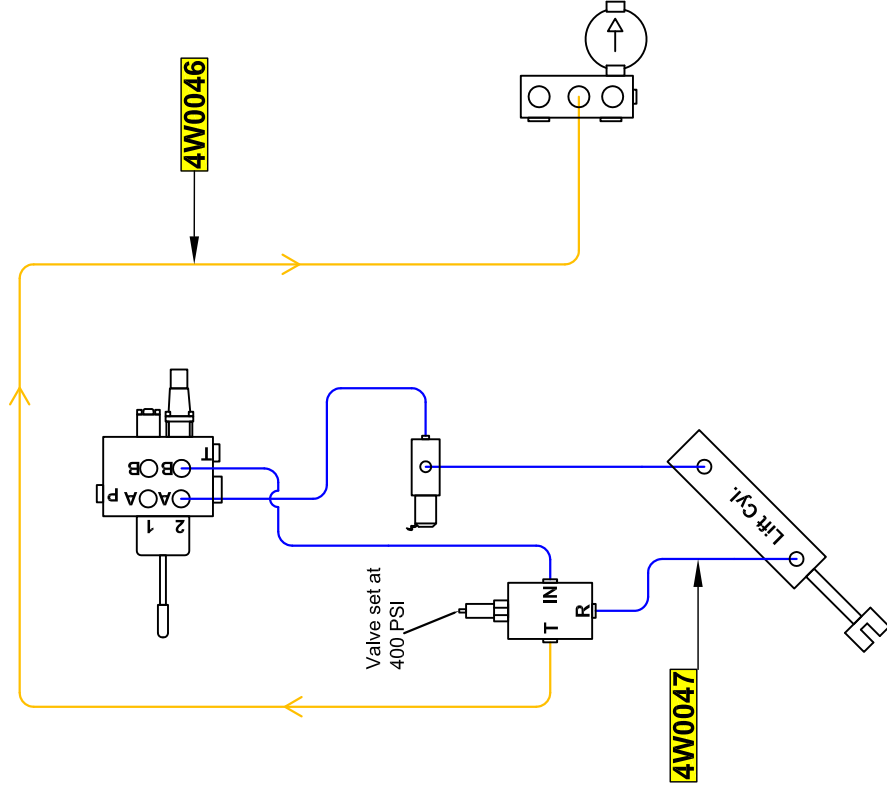 4W0046
B
B
T
P
A
A
1
2
Valve set at
400 PSI
IN
T
R
Lift Cyl.
4W0047